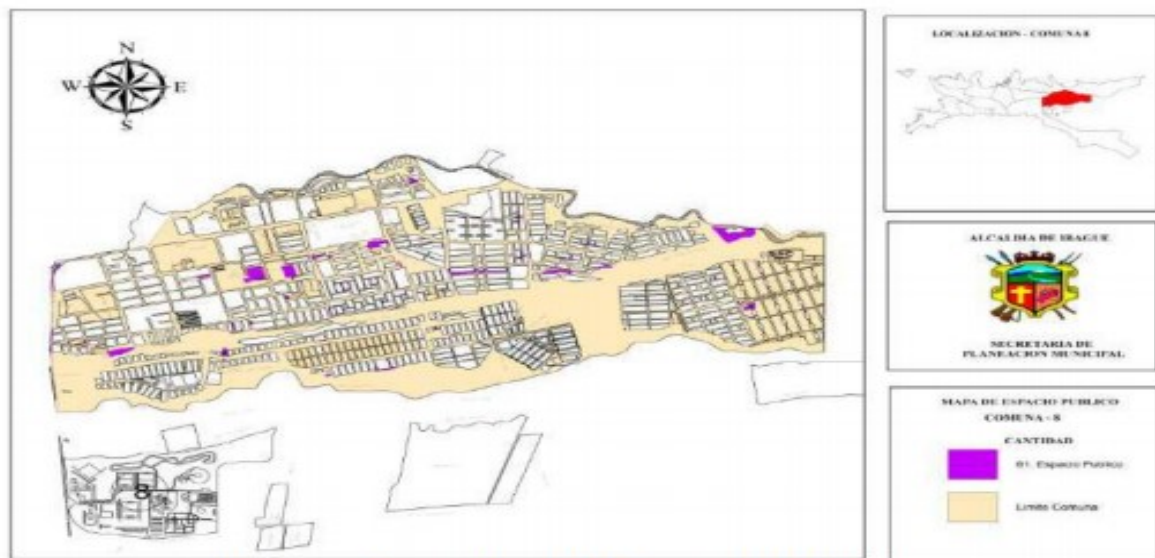 N
W E
S
LOCALIZACION - COMUNA 8
ALCALDIA DE IBAGUE
SECRETARIA DE
PLANEACION MUNICIPAL
MAPA DE ESPACIO PUBLICO
COMUNA - 8
CANTIDAD
81. Espacio Publico
Limite Comuna